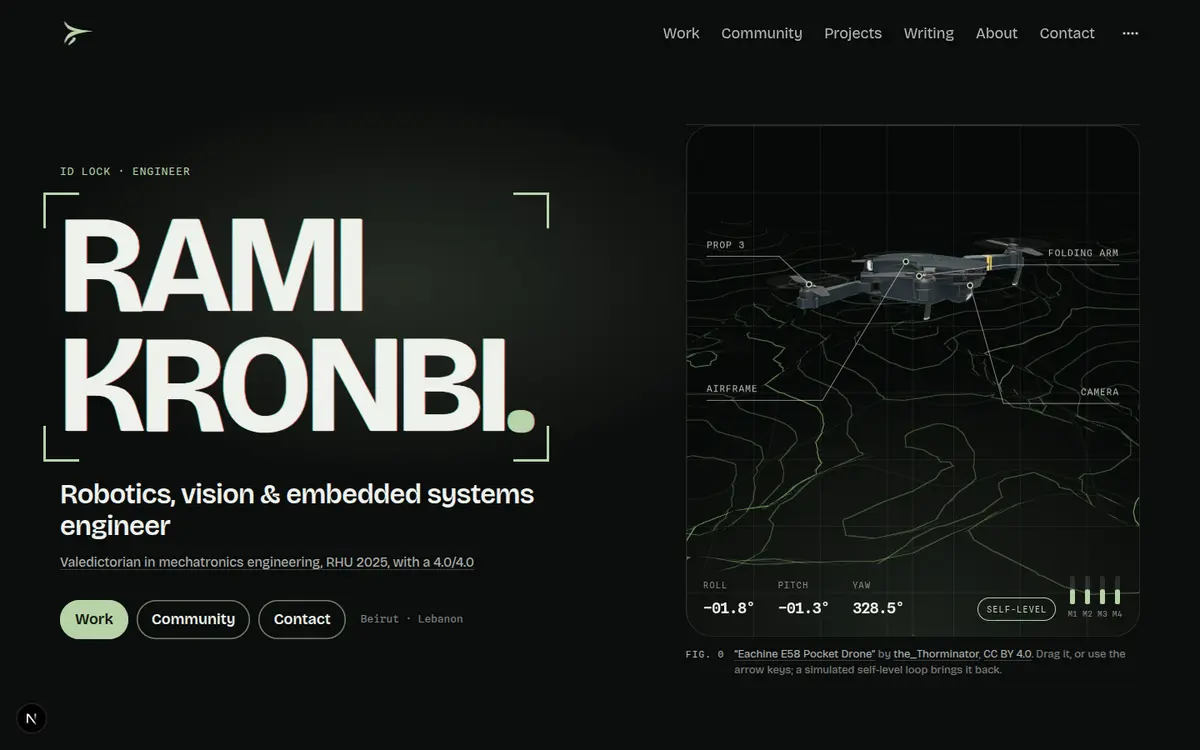 Work Community Projects Writing About Contact
ID LOCK · ENGINEER
RAMI
KRONBI.
Robotics, vision & embedded systems
engineer
Valedictorian in mechatronics engineering, RHU 2025, with a 4.0/4.0
Work Community Contact Beirut · Lebanon
PROP 3
FOLDING ARM
AIRFRAME
CAMERA
ROLL PITCH YAW
−01.8° −01.3° 328.5°
SELF-LEVEL
M1 M2 M3 M4
FIG. 0 "Eachine E58 Pocket Drone" by the_Thorminator, CC BY 4.0. Drag it, or use the
arrow keys; a simulated self-level loop brings it back.
N